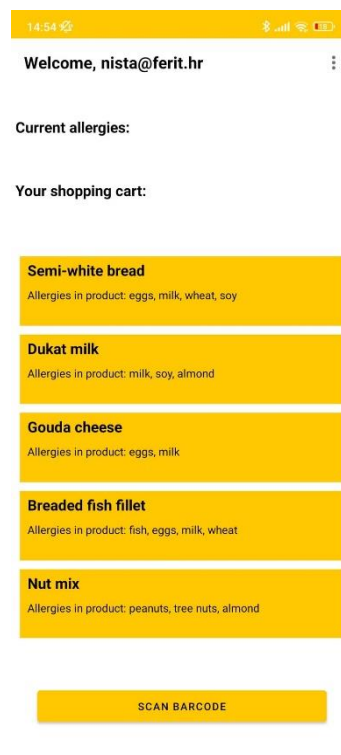 14:54
Welcome, nista@ferit.hr
Current allergies:
Your shopping cart:
Semi-white bread
Allergies in product: eggs, milk, wheat, soy
Dukat milk
Allergies in product: milk, soy, almond
Gouda cheese
Allergies in product: eggs, milk
Breaded fish fillet
Allergies in product: fish, eggs, milk, wheat
Nut mix
Allergies in product: peanuts, tree nuts, almond
SCAN BARCODE